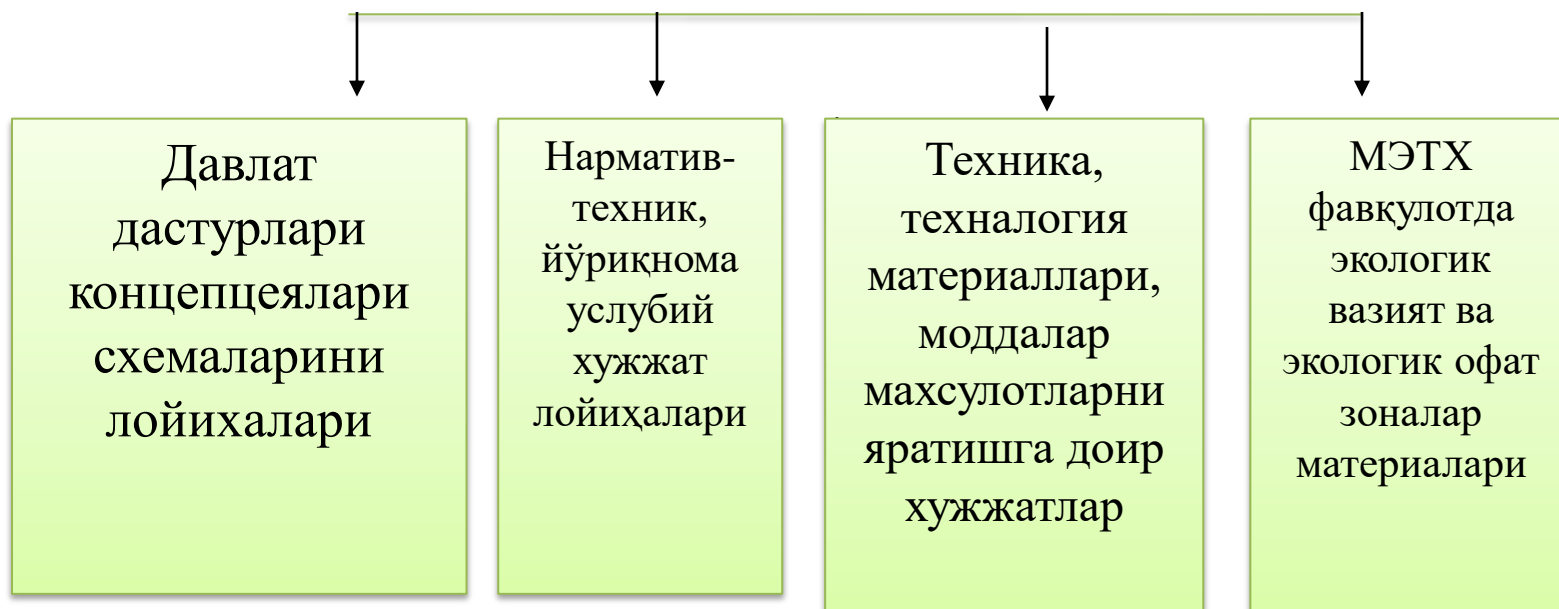 Давлат
дастурлари
концепцеялари
схемаларини
лойихалари
Нарматив-
техник,
йўриқнома
услубий
хужжат
лойиҳалари
Техника,
техналогия
материаллари,
моддалар
махсулотларни
яратишга доир
хужжатлар
МЭТХ
фавқулотда
экологик
вазият ва
экологик офат
зоналар
материалари